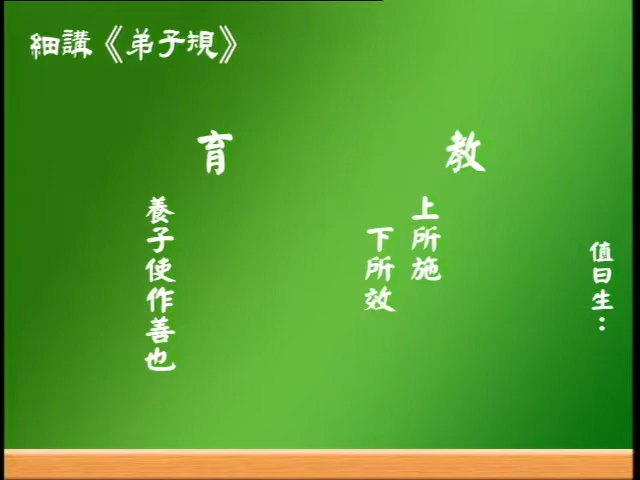 細講《弟子規》
值日生：
教
上所施
下所效
育
養子使作善也